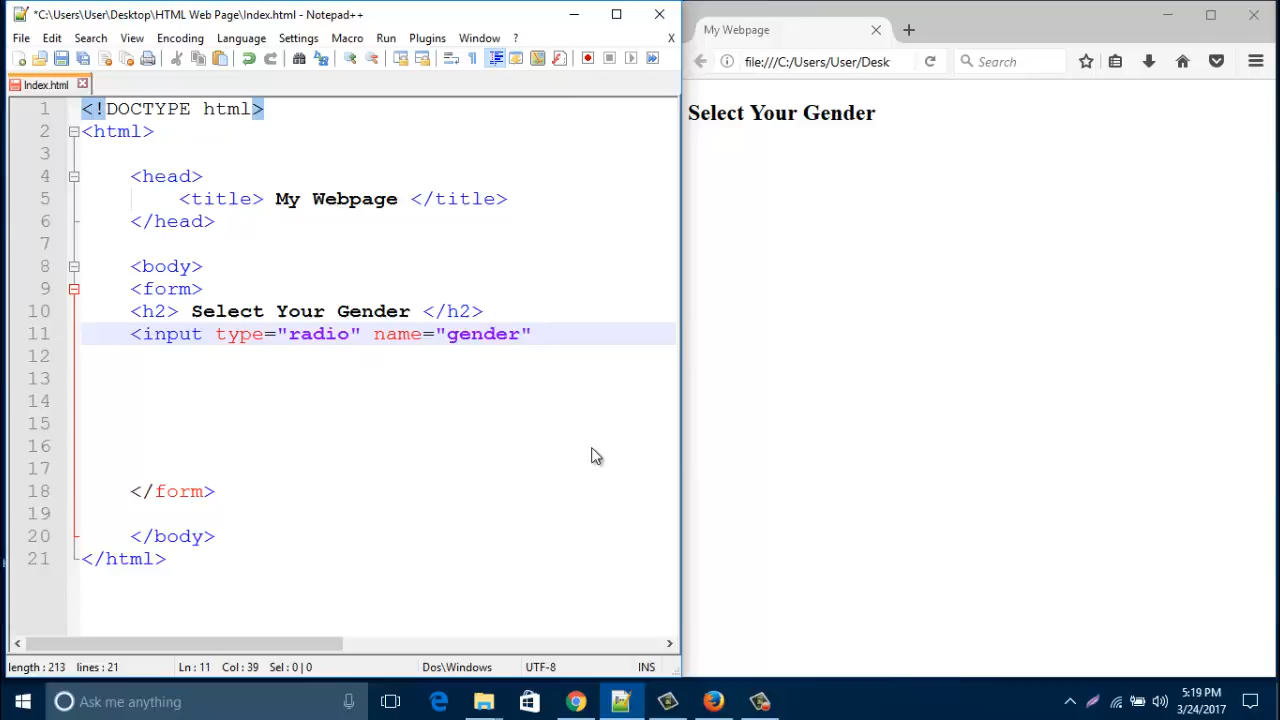 *C:\Users\User\Desktop\HTML Web Page\Index.html - Notepad++
File Edit Search View Encoding Language Settings Macro Run Plugins Window ? X
Index.html
1 <!DOCTYPE html>
2 <html>
3
4 <head>
5 <title> My Webpage </title>
6 </head>
7
8 <body>
9 <form>
10 <h2> Select Your Gender </h2>
11 <input type="radio" name="gender"
12
13
14
15
16
17
18 </form>
19
20 </body>
21 </html>
length : 213 lines : 21 Ln : 11 Col : 39 Sel : 0 | 0 Dos\Windows UTF-8 INS
My Webpage
file:///C:/Users/User/Desk Search
Select Your Gender
Ask me anything
5:19 PM
3/24/2017